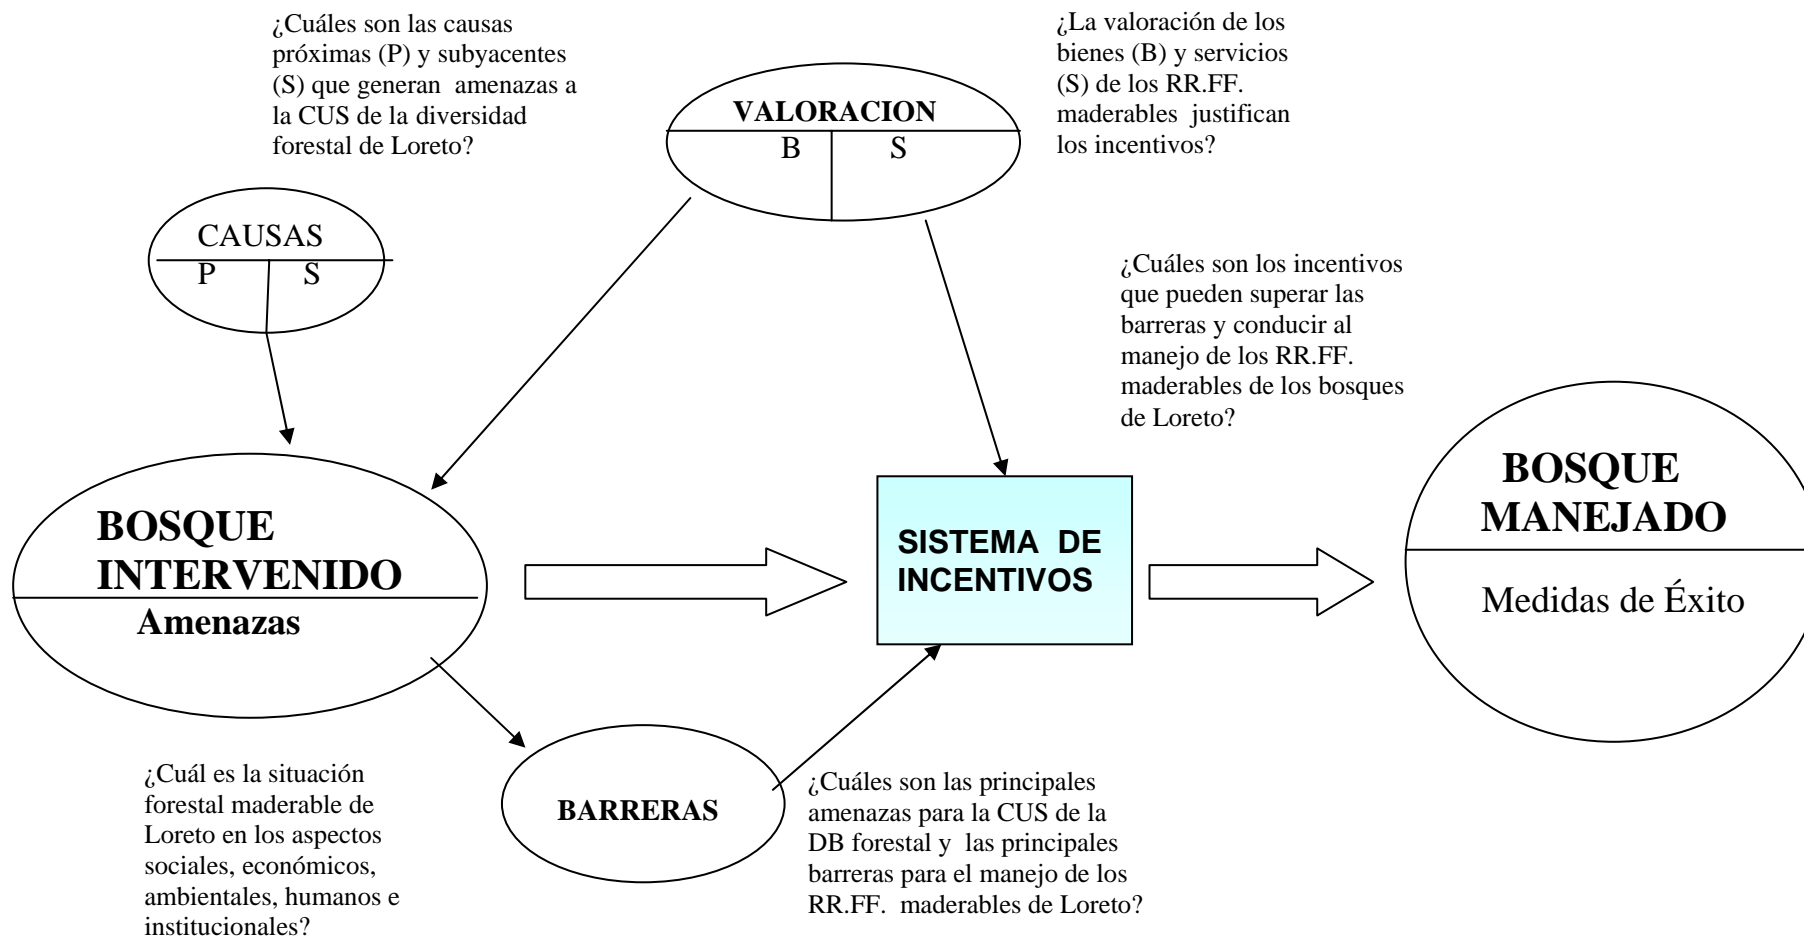 ¿Cuáles son las causas
próximas (P) y subyacentes
(S) que generan amenazas a
la CUS de la diversidad
forestal de Loreto?
¿La valoración de los
bienes (B) y servicios
(S) de los RR.FF.
maderables justifican
los incentivos?
VALORACION
B S
CAUSAS
P S
¿Cuáles son los incentivos
que pueden superar las
barreras y conducir al
manejo de los RR.FF.
maderables de los bosques
de Loreto?
BOSQUE
INTERVENIDO
Amenazas
SISTEMA DE
INCENTIVOS
BOSQUE
MANEJADO
Medidas de Éxito
¿Cuál es la situación
forestal maderable de
Loreto en los aspectos
sociales, económicos,
ambientales, humanos e
institucionales?
BARRERAS
¿Cuáles son las principales
amenazas para la CUS de la
DB forestal y las principales
barreras para el manejo de los
RR.FF. maderables de Loreto?